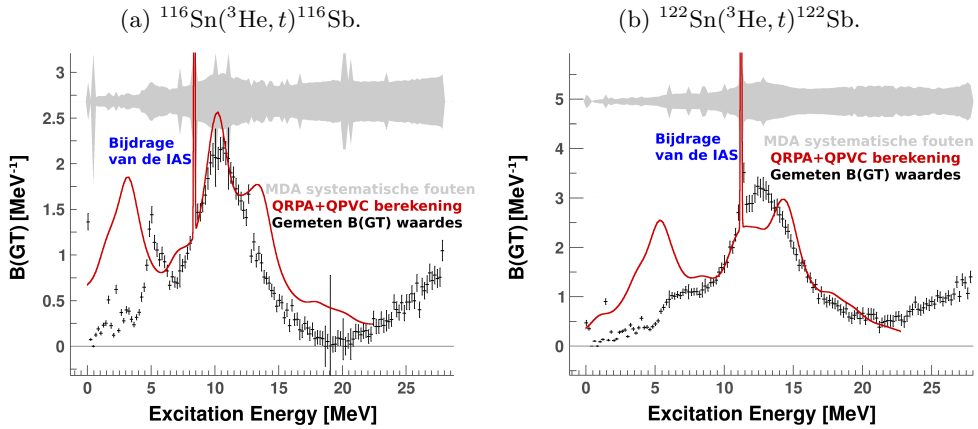 (a) ¹¹⁶Sn(³He, t)¹¹⁶Sb.
B(GT) [MeV⁻¹]
3
2.5
2
1.5
1
0.5
0
Bijdrage
van de IAS
MDA systematische fouten
QRPA+QPVC berekening
Gemeten B(GT) waardes
0 5 10 15 20 25
Excitation Energy [MeV]
(b) ¹²²Sn(³He, t)¹²²Sb.
B(GT) [MeV⁻¹]
5
4
3
2
1
0
Bijdrage
van de IAS
MDA systematische fouten
QRPA+QPVC berekening
Gemeten B(GT) waardes
0 5 10 15 20 25
Excitation Energy [MeV]